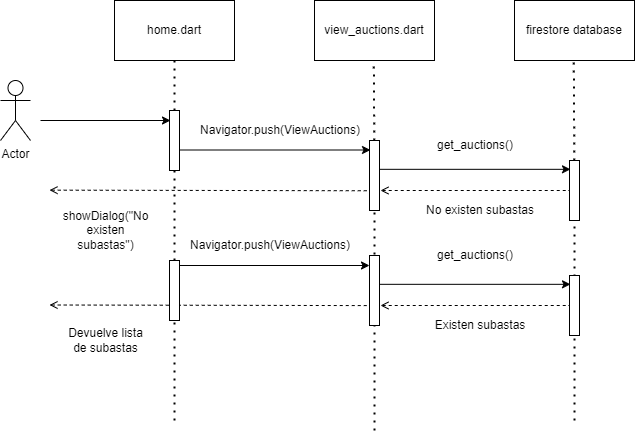 home.dart
view_auctions.dart
firestore database
Actor
Navigator.push(ViewAuctions)
get_auctions()
No existen subastas
showDialog("No
existen
subastas")
Navigator.push(ViewAuctions)
get_auctions()
Existen subastas
Devuelve lista
de subastas